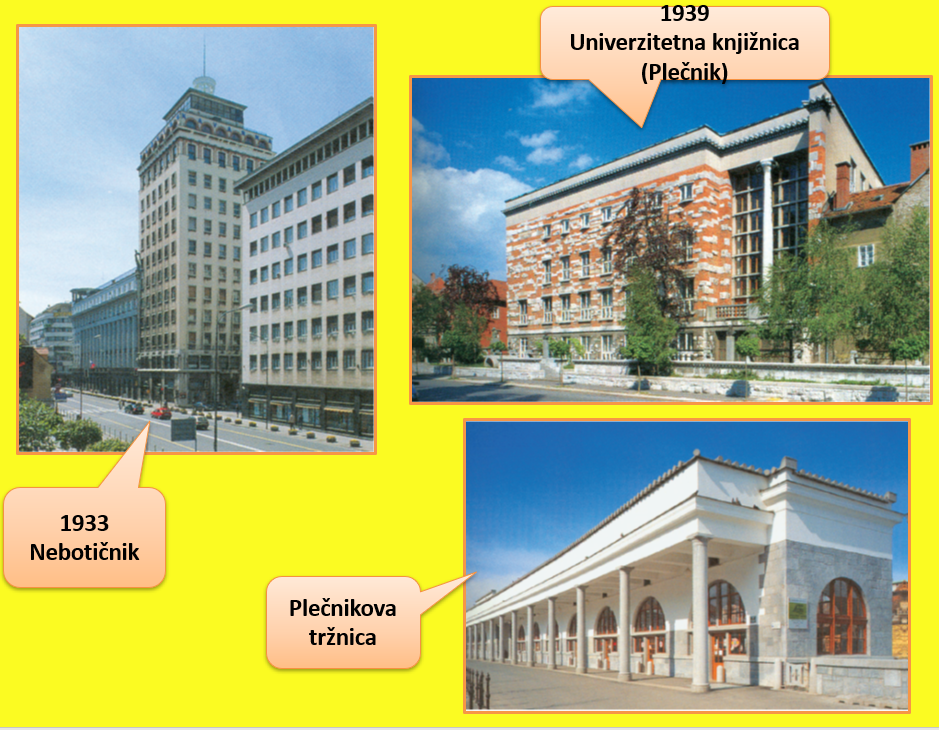 1939
Univerzitetna knjižnica
(Plečnik)
1933
Nebotičnik
Plečnikova
tržnica